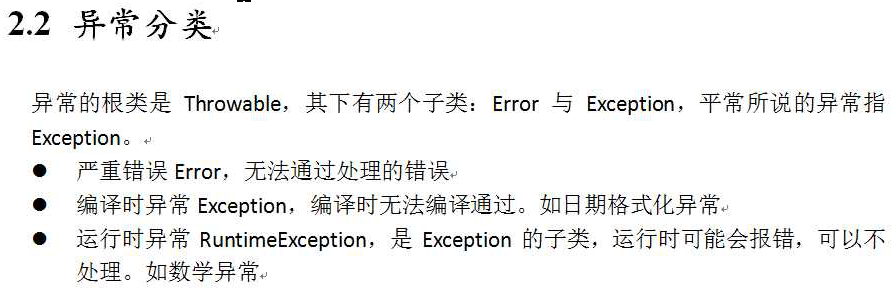 2.2 异常分类
异常的根类是 Throwable，其下有两个子类：Error 与 Exception，平常所说的异常指
Exception。
● 严重错误 Error，无法通过处理的错误
● 编译时异常 Exception，编译时无法编译通过。如日期格式化异常
● 运行时异常 RuntimeException，是 Exception 的子类，运行时可能会报错，可以不
处理。如数学异常